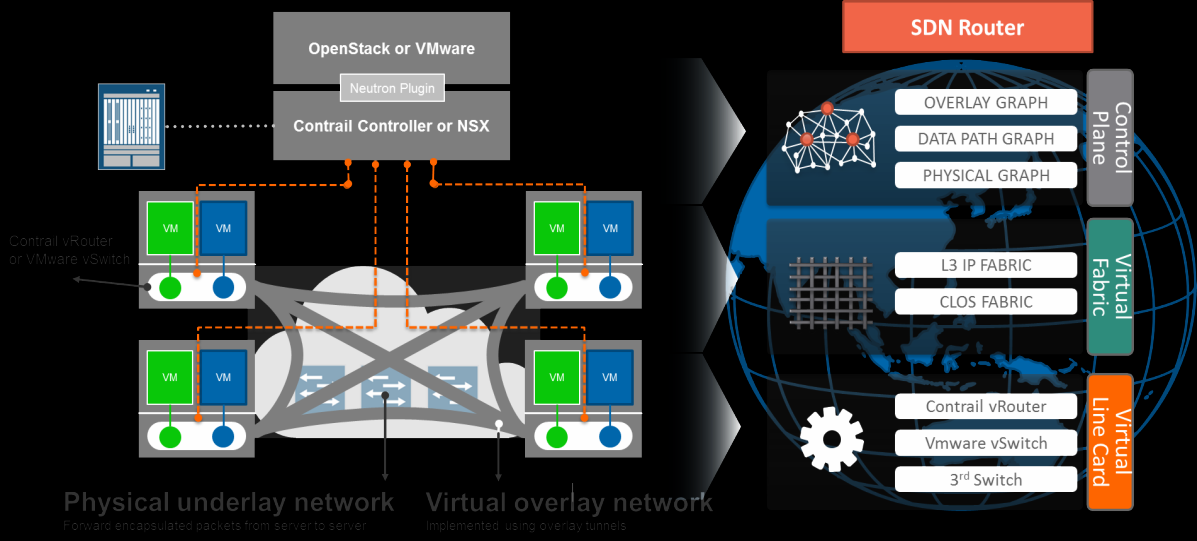 OpenStack or VMware
Neutron Plugin
Contrail Controller or NSX
VM
VM
VM
VM
Contrail vRouter
or VMware vSwitch
VM
VM
VM
VM
Physical underlay network
Forward encapsulated packets from server to server
Virtual overlay network
Implemented using overlay tunnels
SDN Router
OVERLAY GRAPH
DATA PATH GRAPH
PHYSICAL GRAPH
Control
Plane
L3 IP FABRIC
CLOS FABRIC
Virtual
Fabric
Contrail vRouter
Vmware vSwitch
3rd Switch
Virtual
Line Card